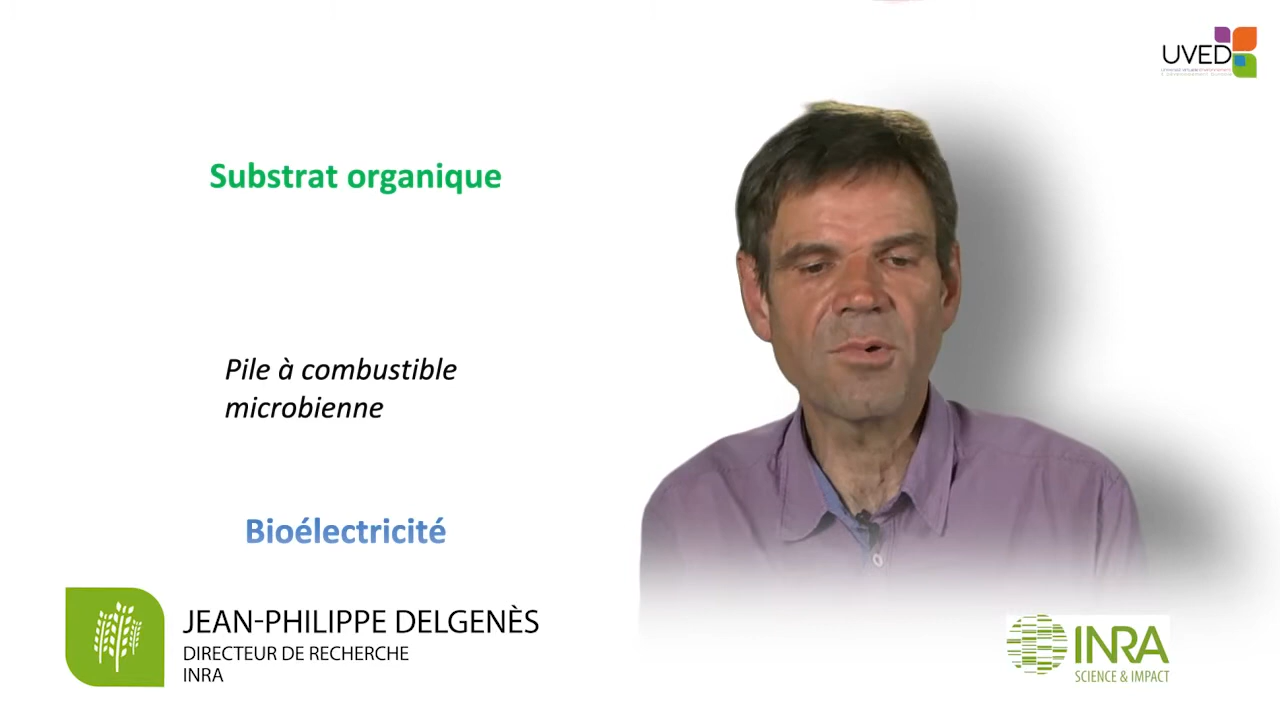 UVED
Substrat organique
Pile à combustible
microbienne
Bioélectricité
JEAN-PHILIPPE DELGENÈS
DIRECTEUR DE RECHERCHE
INRA
INRA
SCIENCE & IMPACT